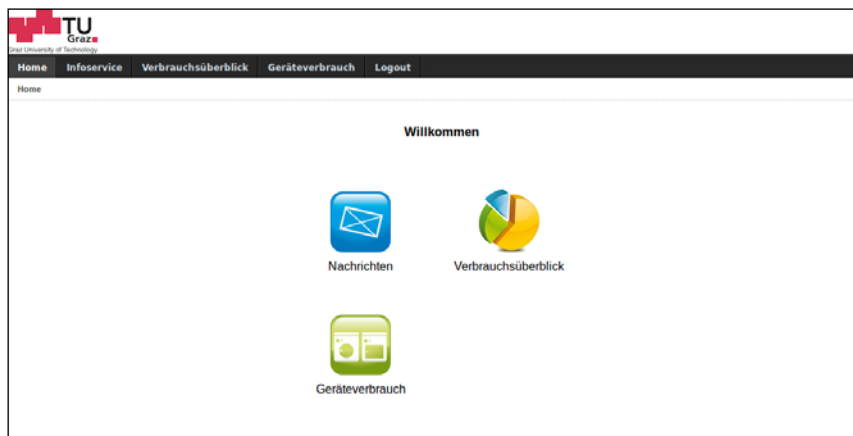 TU
Graz
Graz University of Technology
Home Infoservice Verbrauchsüberblick Geräteverbrauch Logout
Home
Willkommen
Nachrichten Verbrauchsüberblick
Geräteverbrauch